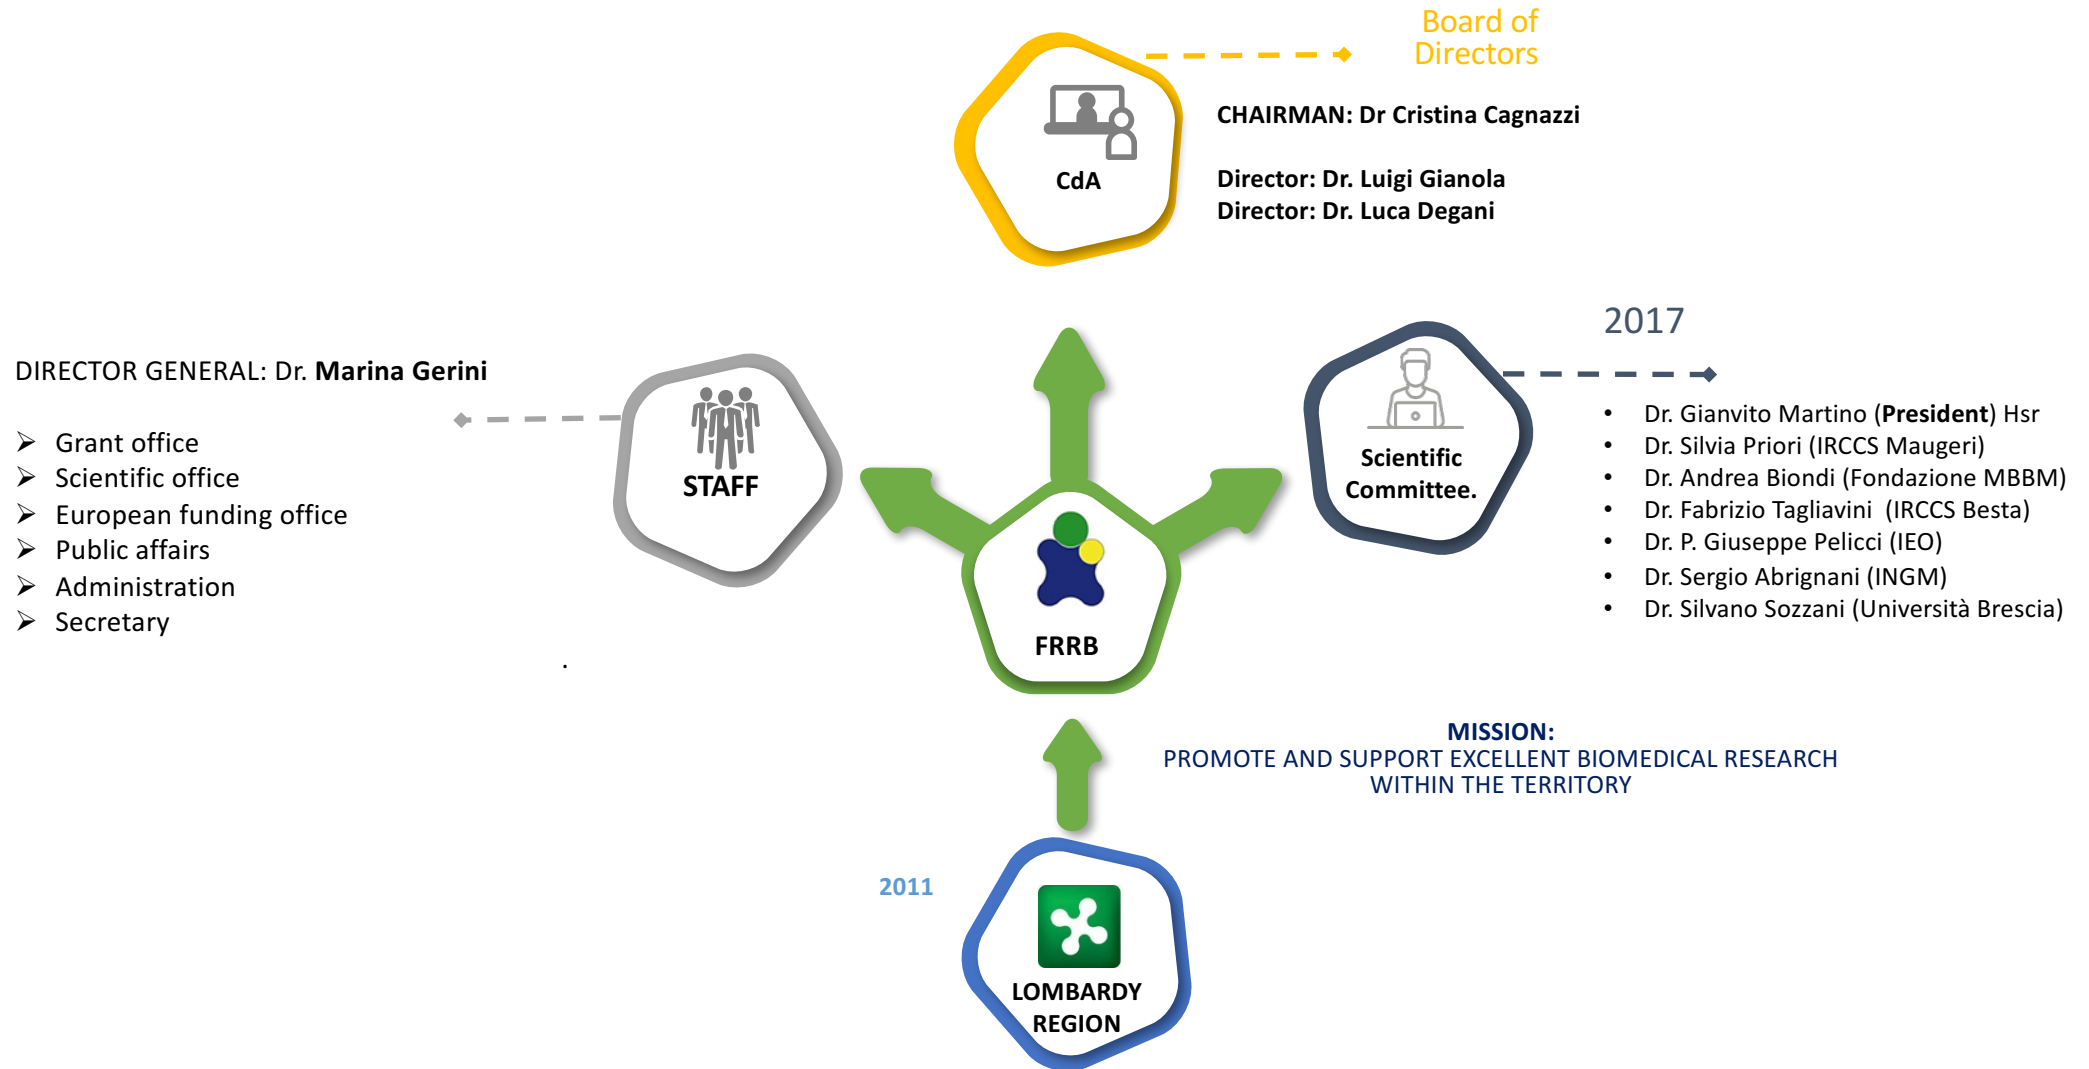 Board of
Directors
CdA
CHAIRMAN: Dr Cristina Cagnazzi
Director: Dr. Luigi Gianola
Director: Dr. Luca Degani
DIRECTOR GENERAL: Dr. Marina Gerini
➢ Grant office
➢ Scientific office
➢ European funding office
➢ Public affairs
➢ Administration
➢ Secretary
.
STAFF
2017
Scientific
Committee.
• Dr. Gianvito Martino (President) Hsr
• Dr. Silvia Priori (IRCCS Maugeri)
• Dr. Andrea Biondi (Fondazione MBBM)
• Dr. Fabrizio Tagliavini  (IRCCS Besta)
• Dr. P. Giuseppe Pelicci (IEO)
• Dr. Sergio Abrignani (INGM)
• Dr. Silvano Sozzani (Università Brescia)
FRRB
MISSION:
PROMOTE AND SUPPORT EXCELLENT BIOMEDICAL RESEARCH
WITHIN THE TERRITORY
2011
LOMBARDY
REGION